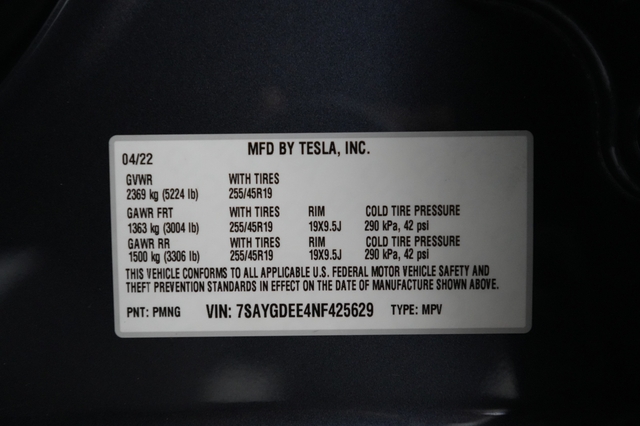 MFD BY TESLA, INC.
04/22
GVWR WITH TIRES
2369 kg (5224 lb) 255/45R19
GAWR FRT WITH TIRES RIM COLD TIRE PRESSURE
1363 kg (3004 lb) 255/45R19 19X9.5J 290 kPa, 42 psi
GAWR RR WITH TIRES RIM COLD TIRE PRESSURE
1500 kg (3306 lb) 255/45R19 19X9.5J 290 kPa, 42 psi
THIS VEHICLE CONFORMS TO ALL APPLICABLE U.S. FEDERAL MOTOR VEHICLE SAFETY AND
THEFT PREVENTION STANDARDS IN EFFECT ON THE DATE OF MANUFACTURE SHOWN ABOVE.
PNT: PMNG VIN: 7SAYGDEE4NF425629 TYPE: MPV